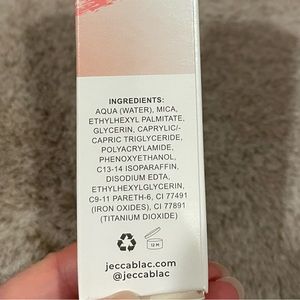 INGREDIENTS:
AQUA (WATER), MICA,
ETHYLHEXYL PALMITATE,
GLYCERIN, CAPRYLIC/-
CAPRIC TRIGLYCERIDE,
POLYACRYLAMIDE,
PHENOXYETHANOL,
C13-14 ISOPARAFFIN,
DISODIUM EDTA,
ETHYLHEXYLGLYCERIN,
C9-11 PARETH-6, CI 77491
(IRON OXIDES), CI 77891
(TITANIUM DIOXIDE)
12 M
jeccablac.com
@jeccablac